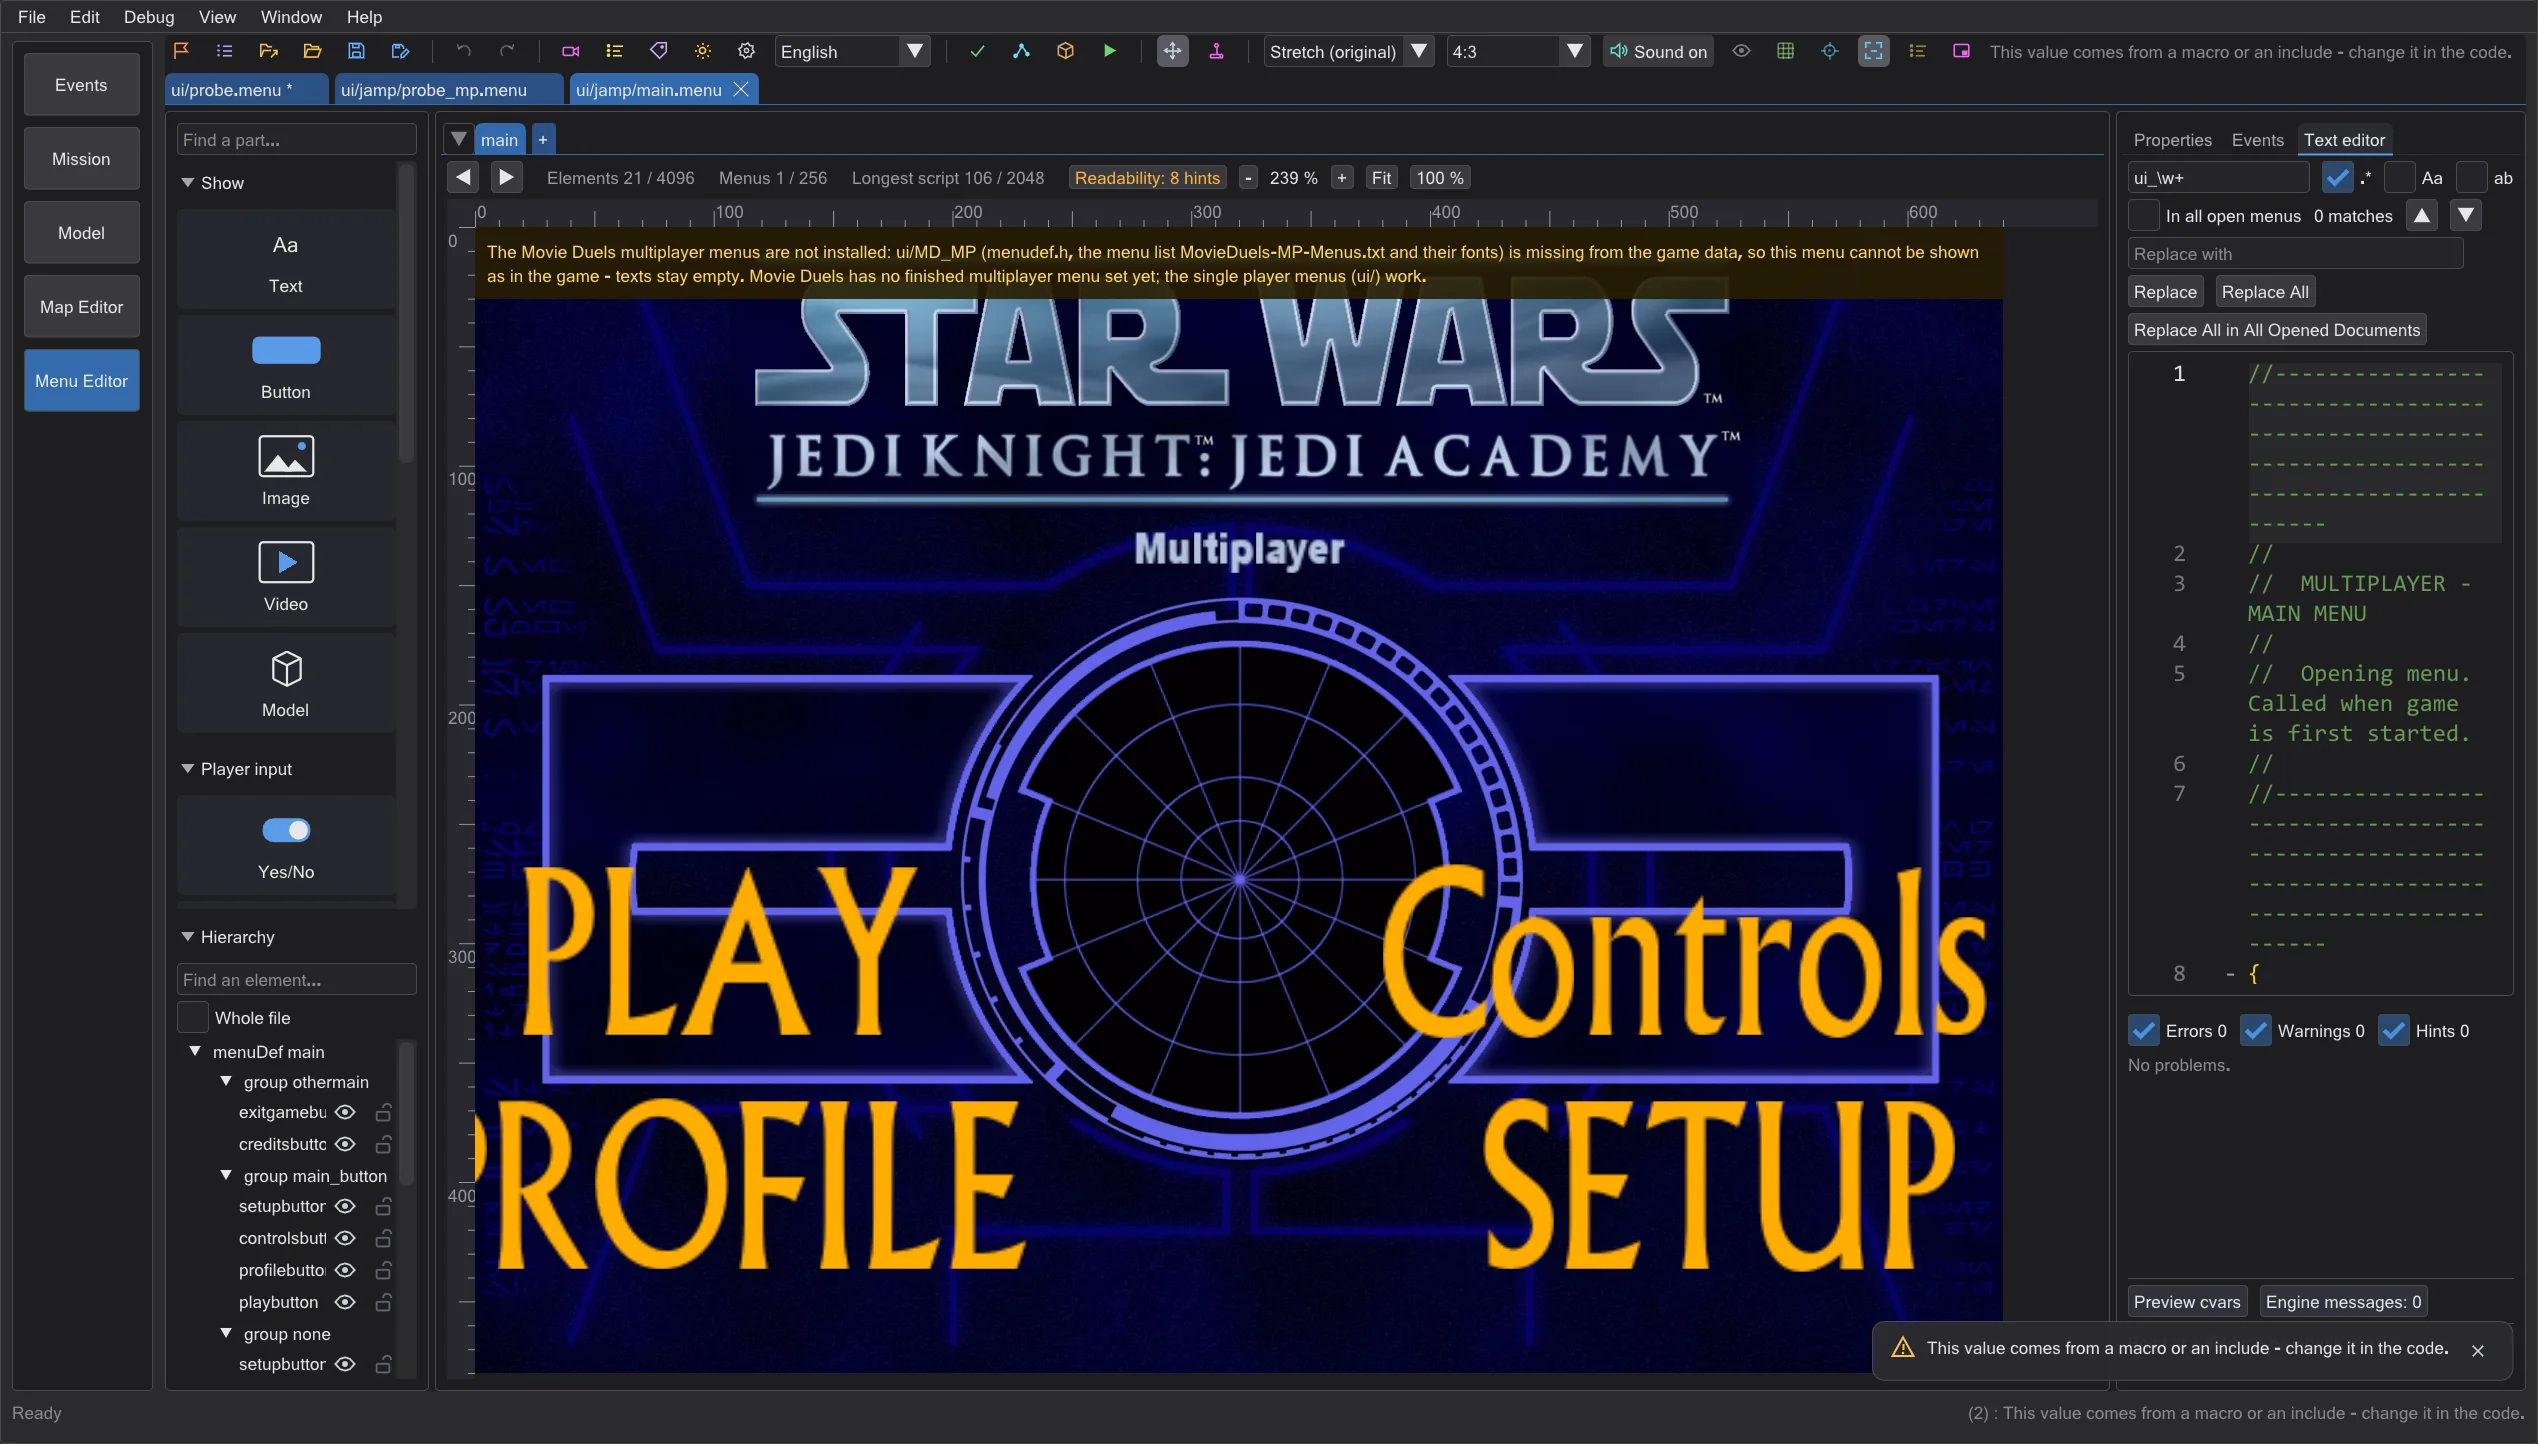 File Edit Debug View Window Help
English Stretch (original) 4:3 Sound on This value comes from a macro or an include - change it in the code.
Events
Mission
Model
Map Editor
Menu Editor
ui/probe.menu * ui/jamp/probe_mp.menu ui/jamp/main.menu
Find a part...
Show
Aa
Text
Button
Image
Video
Model
Player input
Yes/No
Hierarchy
Find an element...
Whole file
menuDef main
group othermain
exitgamebu
creditsbutto
group main_button
setupbuttor
controlsbutt
profilebutto
playbutton
group none
setupbuttor
main +
Elements 21 / 4096 Menus 1 / 256 Longest script 106 / 2048 Readability: 8 hints - 239 % + Fit 100 %
0 100 200 300 400 500 600
0
100
200
300
400
The Movie Duels multiplayer menus are not installed: ui/MD_MP (menudef.h, the menu list MovieDuels-MP-Menus.txt and their fonts) is missing from the game data, so this menu cannot be shown
as in the game - texts stay empty. Movie Duels has no finished multiplayer menu set yet; the single player menus (ui/) work.
STAR WARS™
JEDI KNIGHT™: JEDI ACADEMY™
Multiplayer
PLAY Controls
ROFILE SETUP
Properties Events Text editor
ui_\w+ .* Aa ab
In all open menus 0 matches
Replace with
Replace Replace All
Replace All in All Opened Documents
1 //----------------
------------------
------------------
------------------
------------------
------
2 //
3 // MULTIPLAYER -
MAIN MENU
4 //
5 // Opening menu.
Called when game
is first started.
6 //
7 //----------------
------------------
------------------
------------------
------------------
------
8 - {
Errors 0 Warnings 0 Hints 0
No problems.
Preview cvars Engine messages: 0
This value comes from a macro or an include - change it in the code.
Ready (2) : This value comes from a macro or an include - change it in the code.